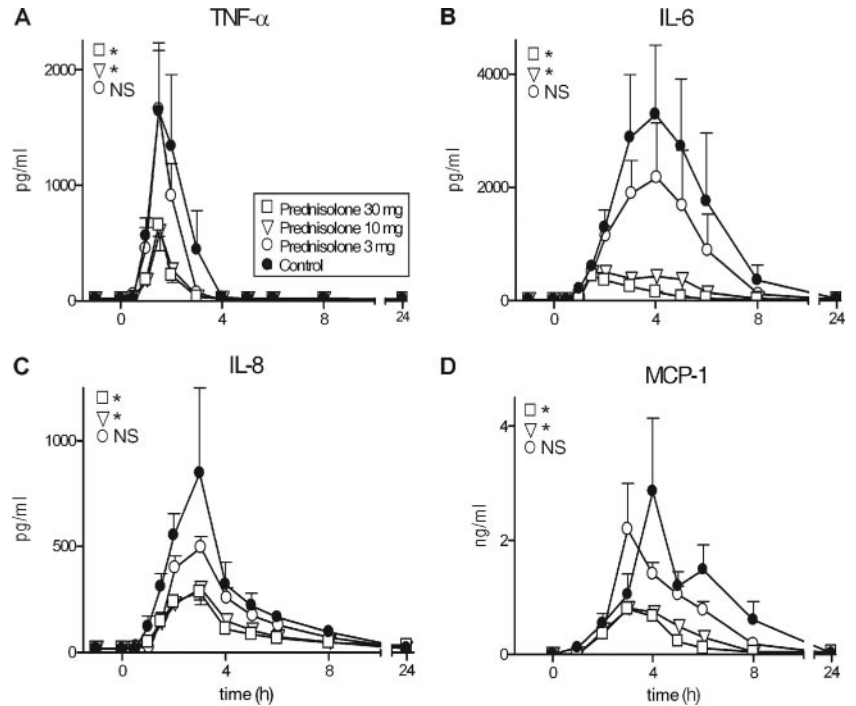 A TNF-α
pg/ml
2000
1000
0
*
*
NS
Prednisolone 30 mg
Prednisolone 10 mg
Prednisolone 3 mg
Control
0 4 8 24
B IL-6
pg/ml
4000
2000
0
*
*
NS
0 4 8 24
C IL-8
pg/ml
1000
500
0
*
*
NS
0 4 8 24
time (h)
D MCP-1
ng/ml
4
2
0
*
*
NS
0 4 8 24
time (h)